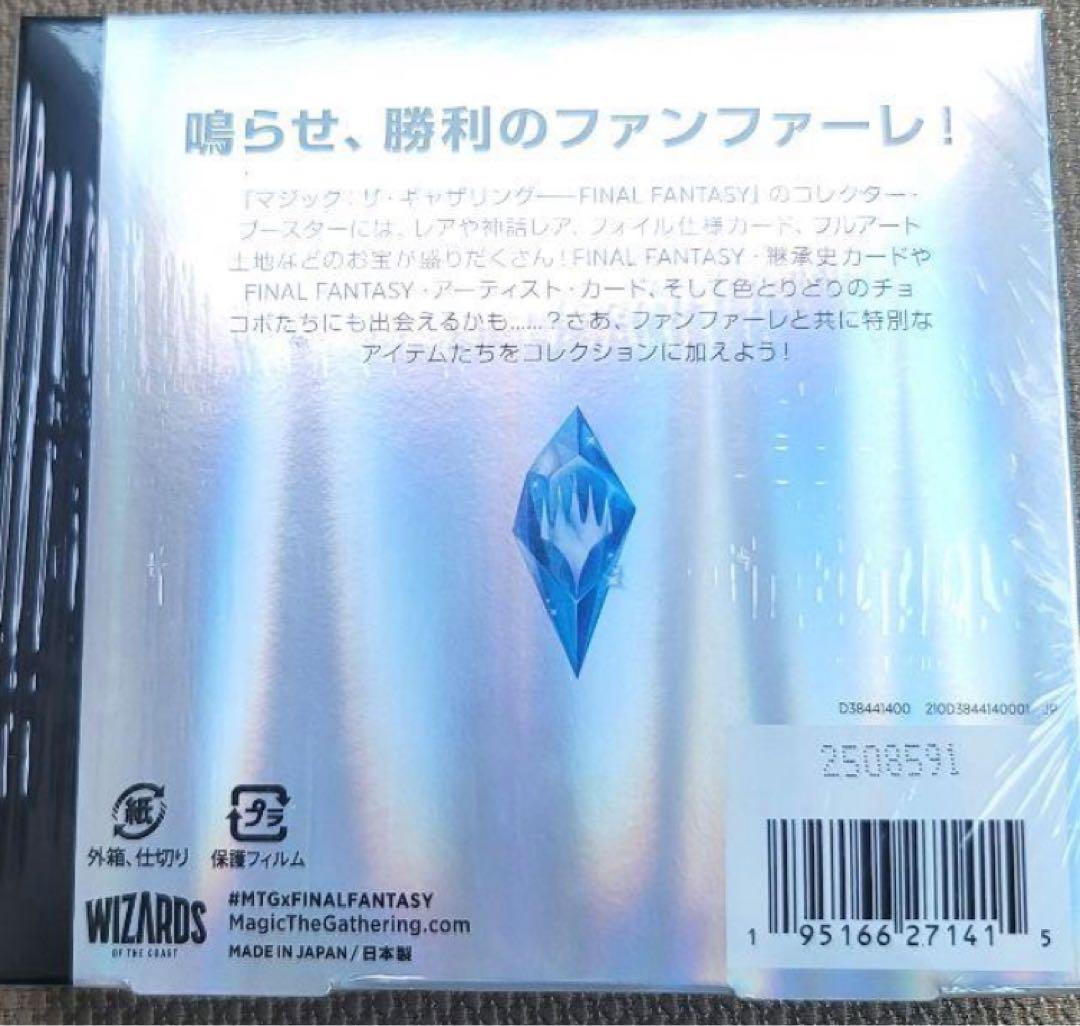 鳴らせ、勝利のファンファーレ！
『マジック：ザ・ギャザリング——FINAL FANTASY』のコレクター・
ブースターには、レアや神話レア、フォイル仕様カード、フルアート
土地などのお宝が盛りだくさん！FINAL FANTASY・継承史カードや
FINAL FANTASY・アーティスト・カード、そして色とりどりのチョ
コボたちにも出会えるかも……？さあ、ファンファーレと共に特別な
アイテムたちをコレクションに加えよう！
D38441400 210D3844140001 JP
2508591
紙
プラ
外箱、仕切り 保護フィルム
WIZARDS
OF THE COAST
#MTGxFINALFANTASY
MagicTheGathering.com
MADE IN JAPAN / 日本製
1 95166 27141 5